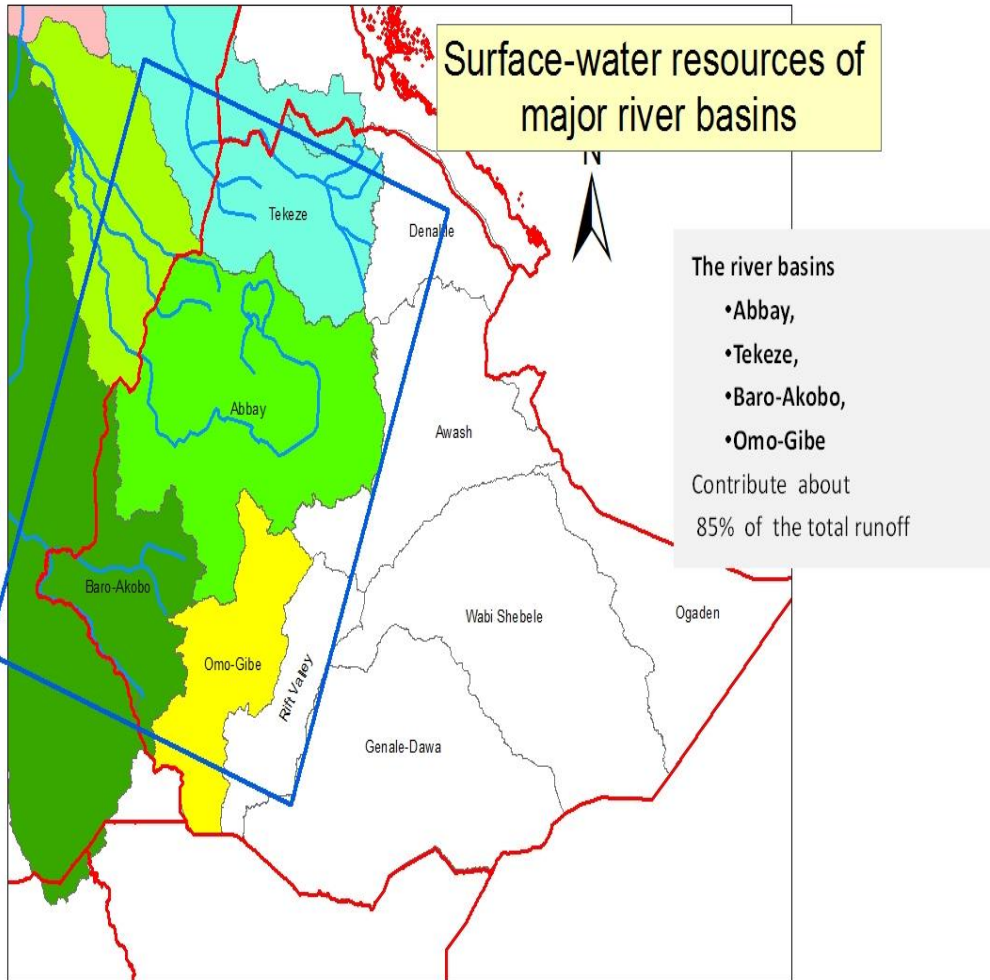 Surface-water resources of
major river basins
N
Tekeze
Denakle
Abbay
Awash
Baro-Akobo
Omo-Gibe
Rift Valley
Wabi Shebele
Ogaden
Genale-Dawa
The river basins
•Abbay,
•Tekeze,
•Baro-Akobo,
•Omo-Gibe
Contribute about
85% of the total runoff